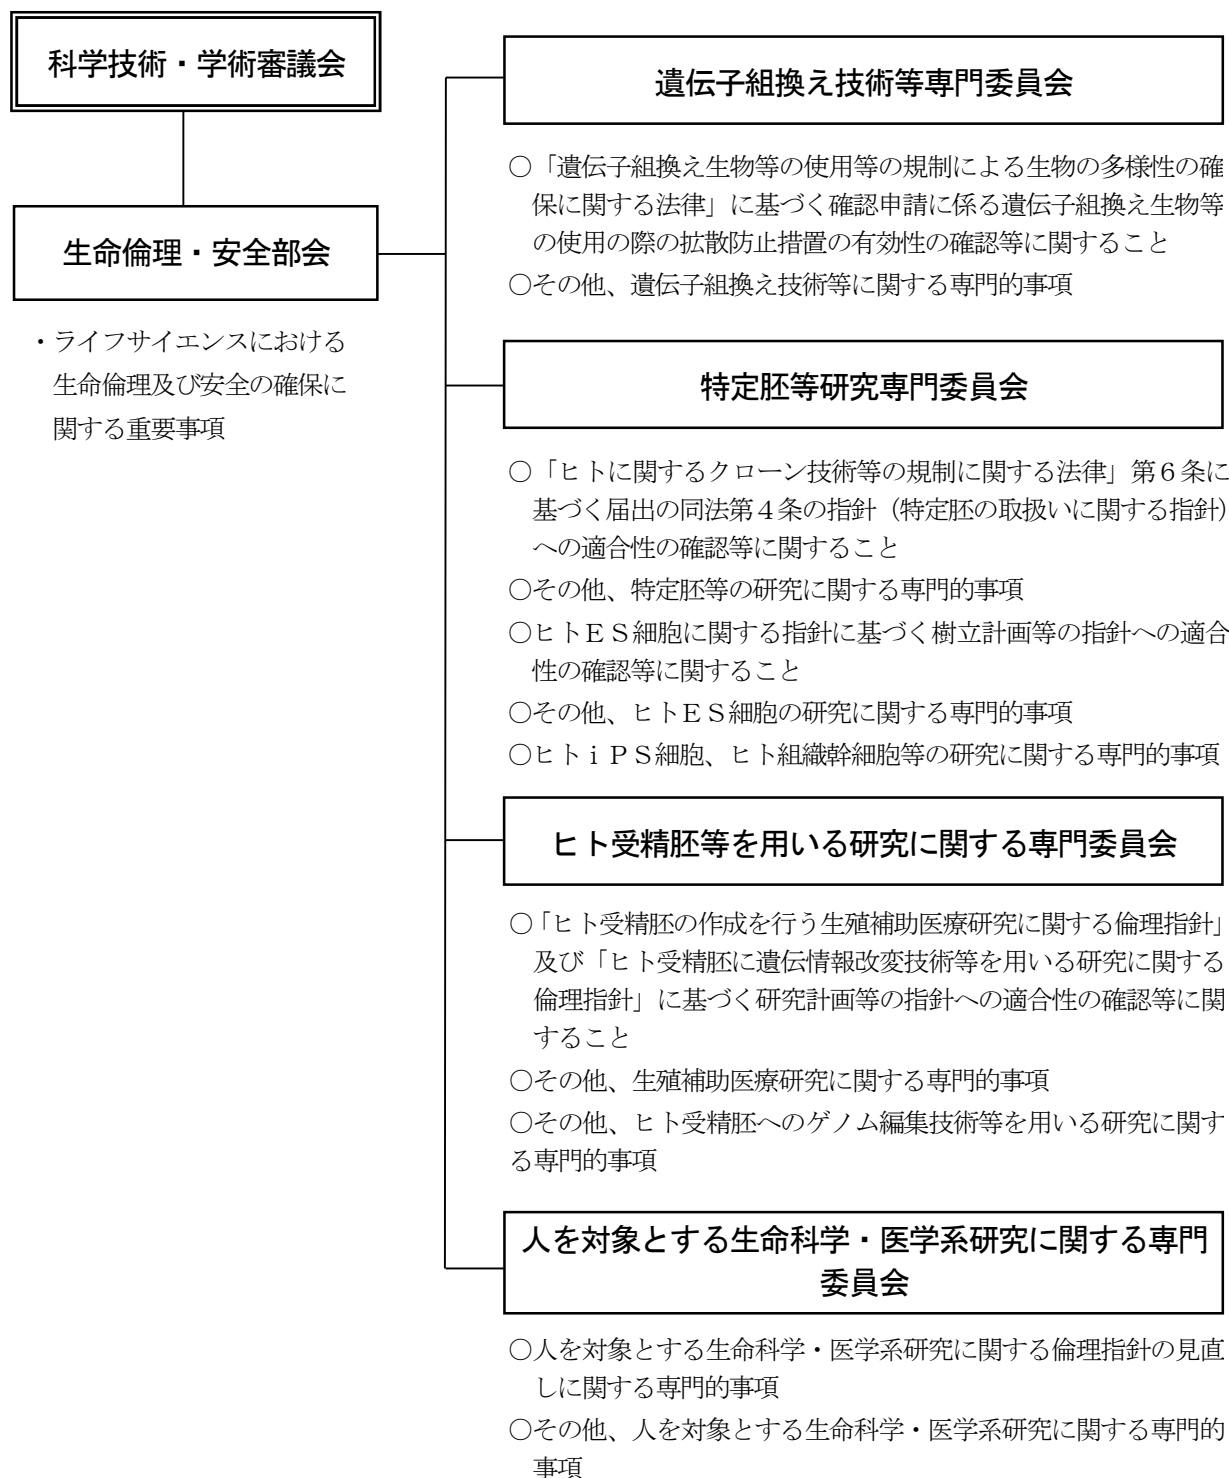 科学技術・学術審議会
生命倫理・安全部会
・ライフサイエンスにおける
生命倫理及び安全の確保に
関する重要事項
遺伝子組換え技術等専門委員会
○「遺伝子組換え生物等の使用等の規制による生物の多様性の確
保に関する法律」に基づく確認申請に係る遺伝子組換え生物等
の使用の際の拡散防止措置の有効性の確認等に関すること
○その他、遺伝子組換え技術等に関する専門的事項
特定胚等研究専門委員会
○「ヒトに関するクローン技術等の規制に関する法律」第6条に
基づく届出の同法第4条の指針（特定胚の取扱いに関する指針）
への適合性の確認等に関すること
○その他、特定胚等の研究に関する専門的事項
○ヒトES細胞に関する指針に基づく樹立計画等の指針への適合
性の確認等に関すること
○その他、ヒトES細胞の研究に関する専門的事項
○ヒトiPS細胞、ヒト組織幹細胞等の研究に関する専門的事項
ヒト受精胚等を用いる研究に関する専門委員会
○「ヒト受精胚の作成を行う生殖補助医療研究に関する倫理指針」
及び「ヒト受精胚に遺伝情報改変技術等を用いる研究に関する
倫理指針」に基づく研究計画等の指針への適合性の確認等に関
すること
○その他、生殖補助医療研究に関する専門的事項
○その他、ヒト受精胚へのゲノム編集技術等を用いる研究に関す
る専門的事項
人を対象とする生命科学・医学系研究に関する専門
委員会
○人を対象とする生命科学・医学系研究に関する倫理指針の見直
しに関する専門的事項
○その他、人を対象とする生命科学・医学系研究に関する専門的
事項